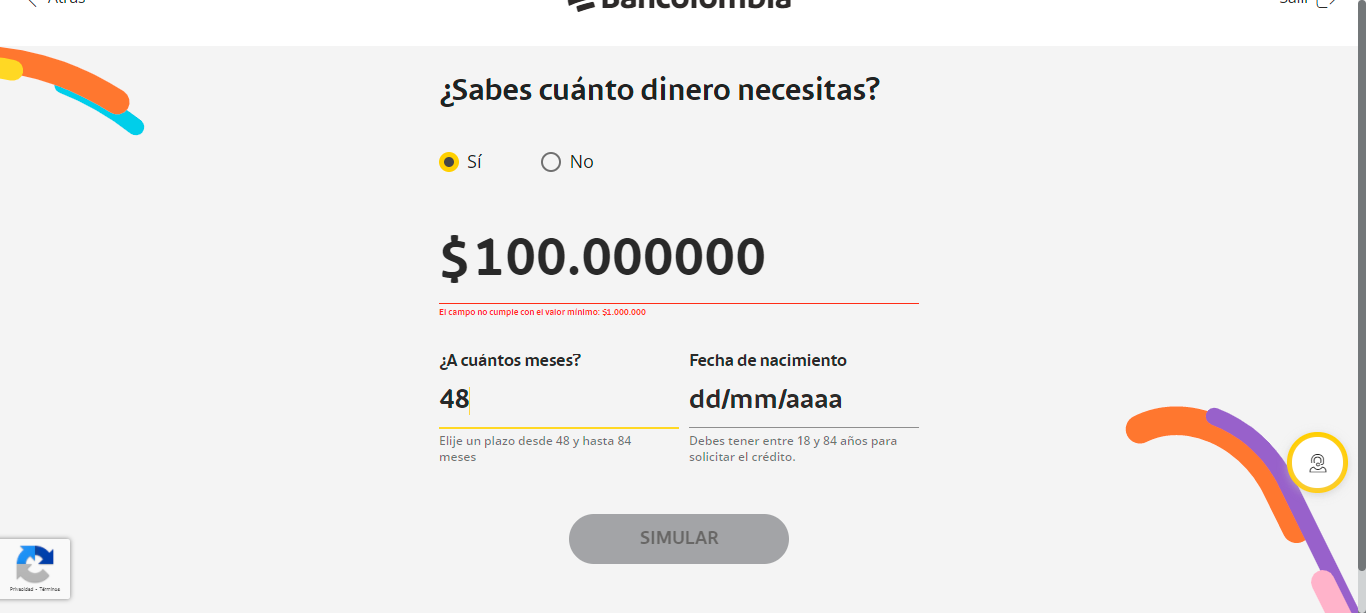 Atrás
Bancolombia
Salir
¿Sabes cuánto dinero necesitas?
Sí
No
$100.000000
El campo no cumple con el valor mínimo: $1.000.000
¿A cuántos meses?
Fecha de nacimiento
48
dd/mm/aaaa
Elije un plazo desde 48 y hasta 84
meses
Debes tener entre 18 y 84 años para
solicitar el crédito.
SIMULAR
Privacidad - Términos